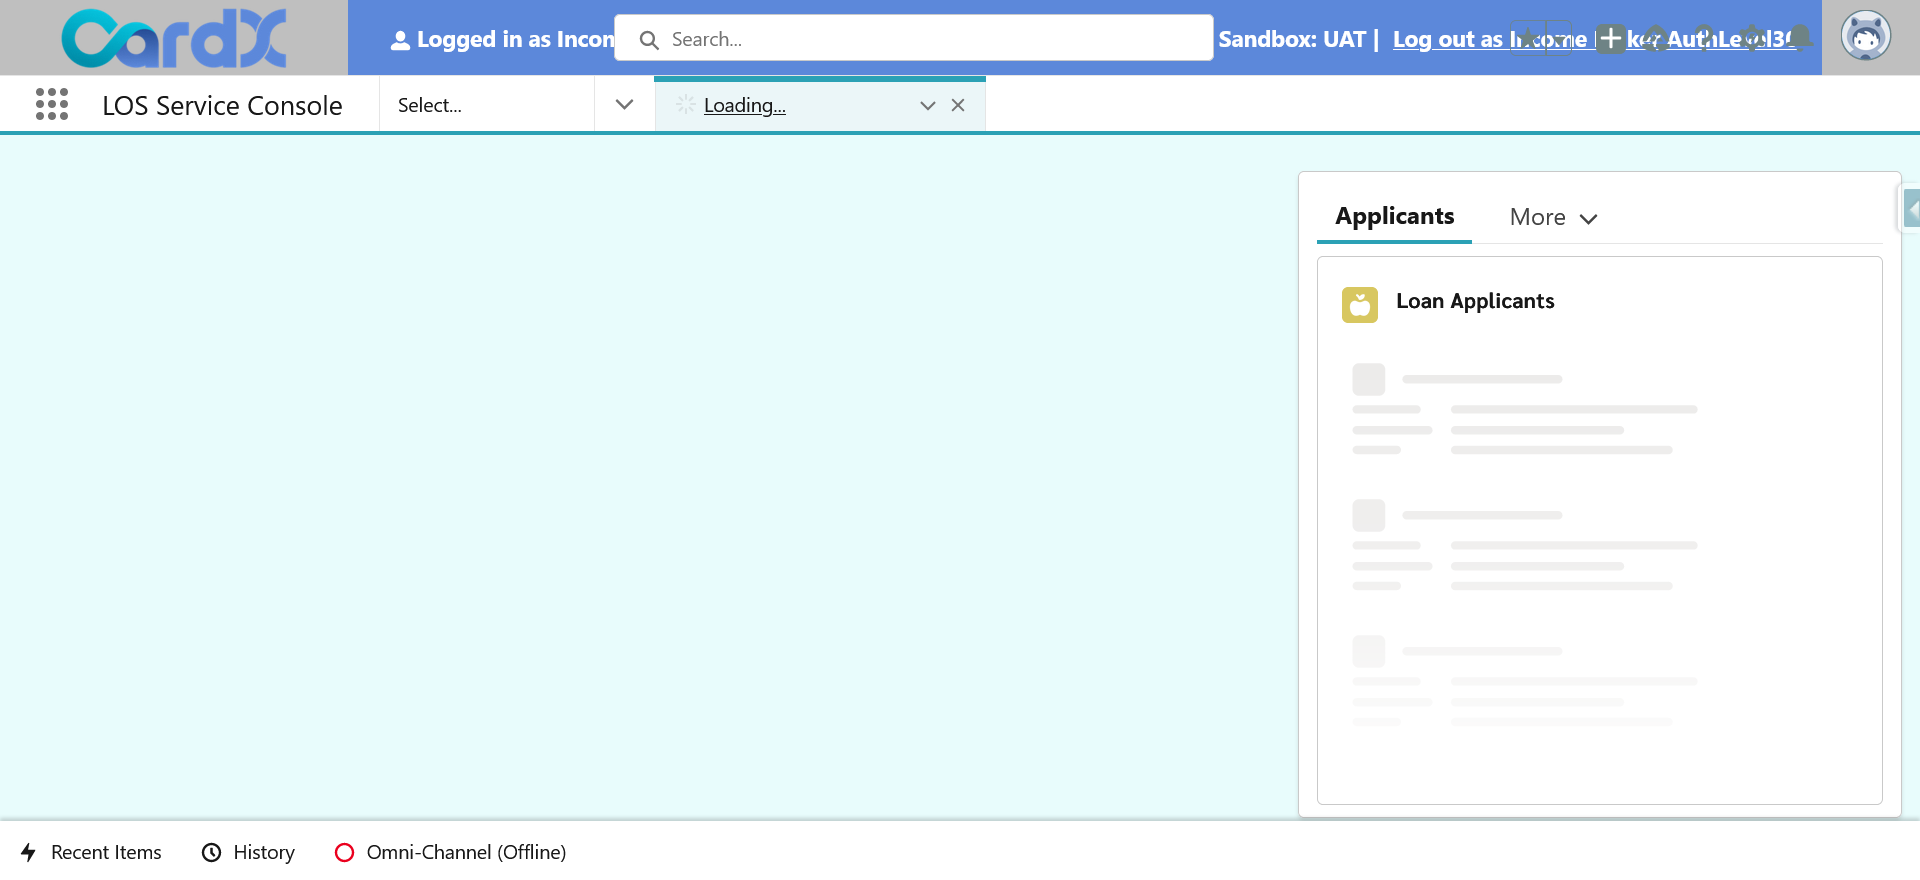 CardX
Logged in as Incom
Search...
Sandbox: UAT |
Log out as Income
ker AuthLevel3
LOS Service Console
Select...
Loading...
Applicants
More
Loan Applicants
Recent Items
History
Omni-Channel (Offline)